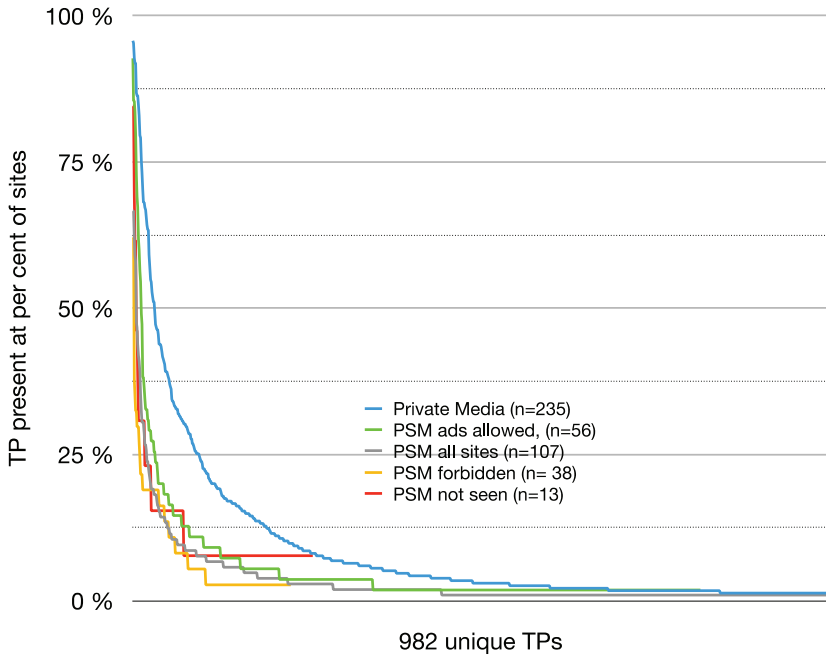 100 %
75 %
50 %
25 %
0 %
TP present at per cent of sites
Private Media (n=235)
PSM ads allowed, (n=56)
PSM all sites (n=107)
PSM forbidden (n= 38)
PSM not seen (n=13)
982 unique TPs